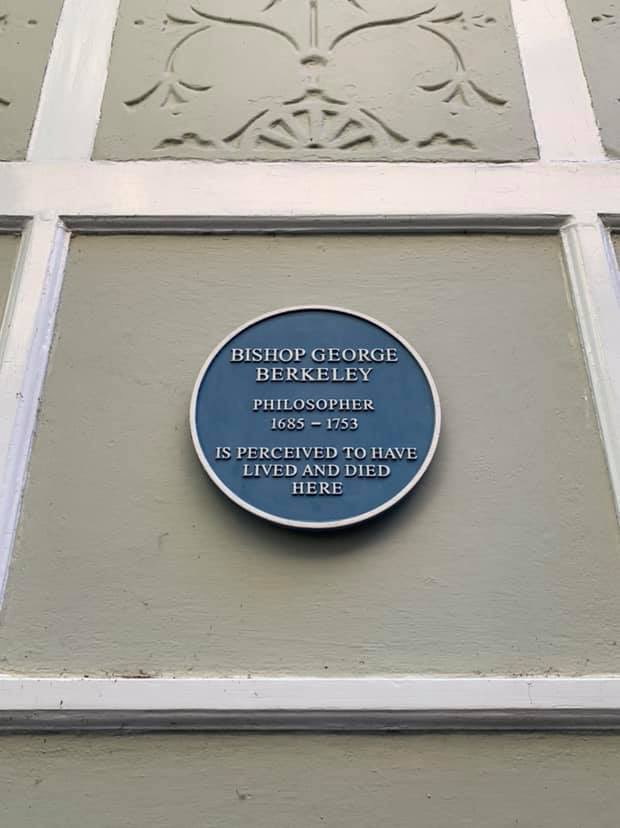 BISHOP GEORGE
BERKELEY
PHILOSOPHER
1685 – 1753
IS PERCEIVED TO HAVE
LIVED AND DIED
HERE